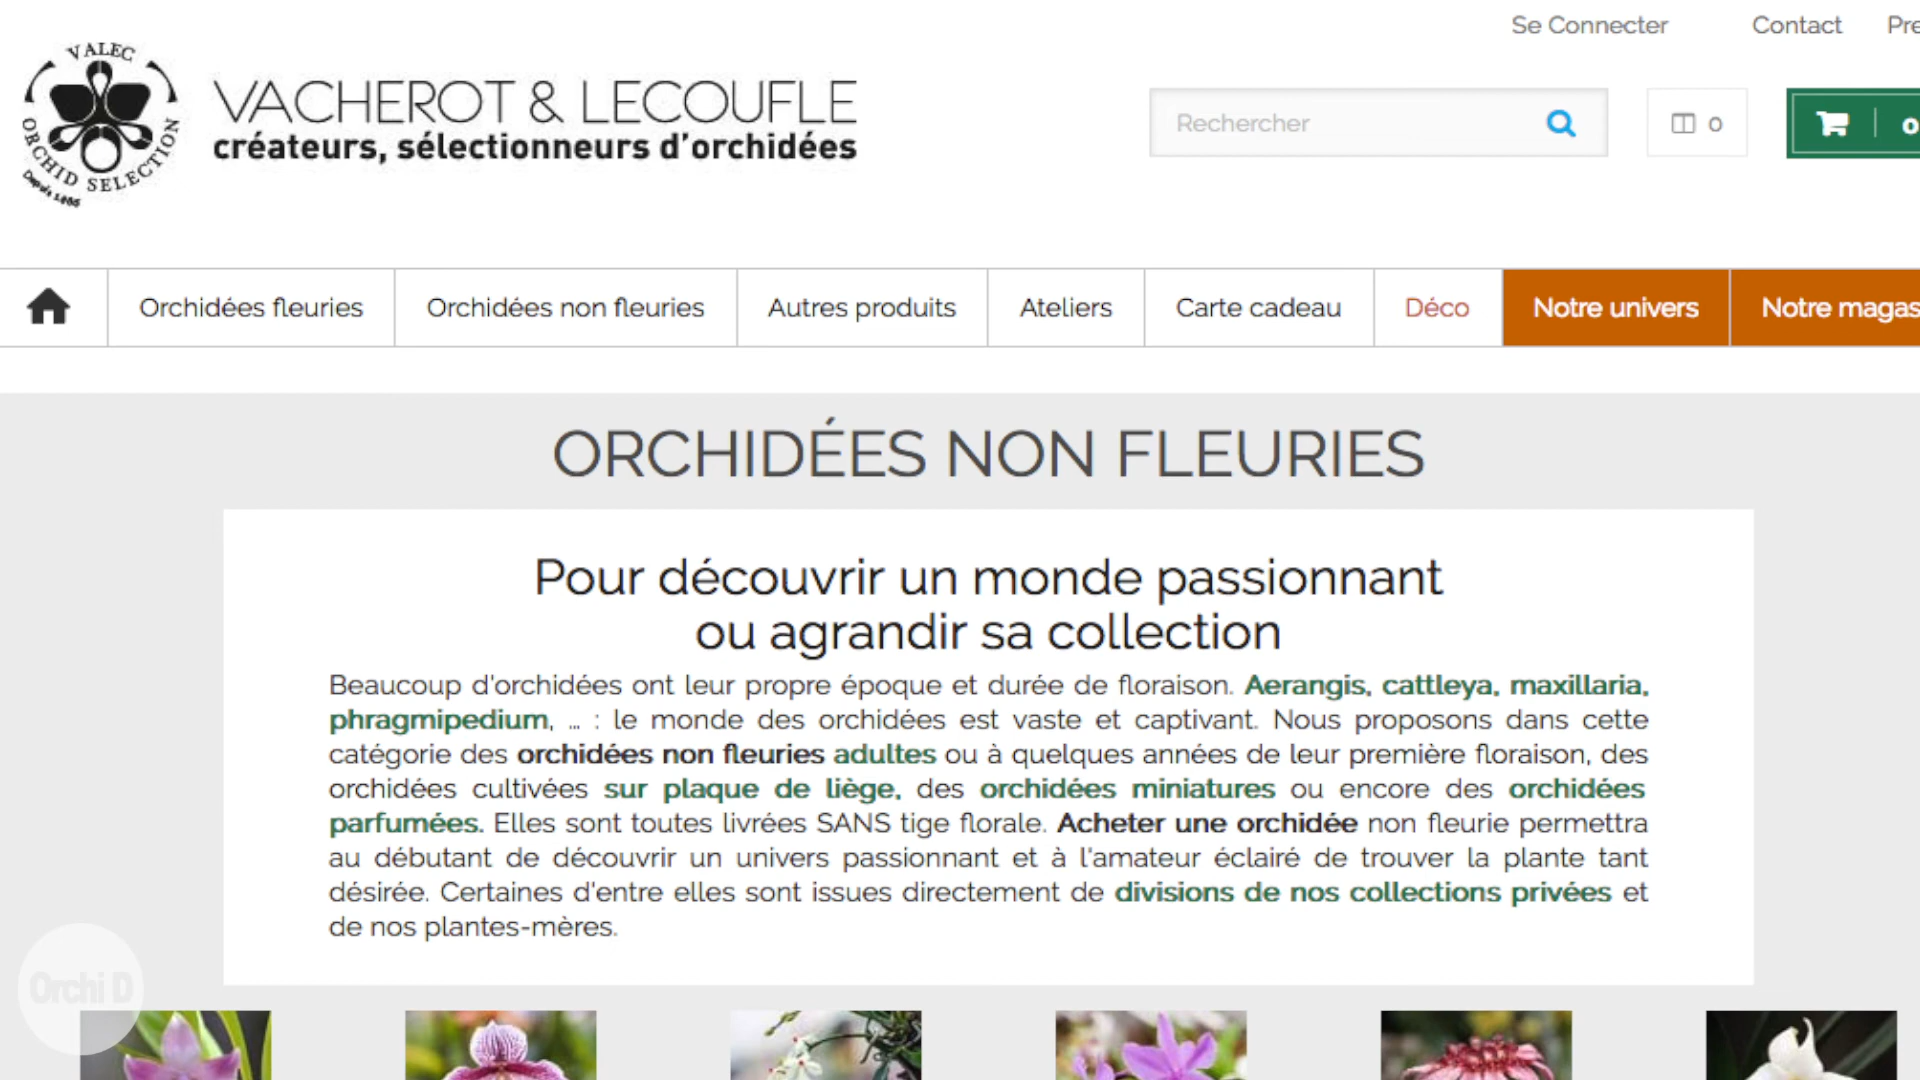 Se Connecter Contact Pre
VALEC
ORCHID SELECTION
Depuis 1886
VACHEROT & LECOUFLE
créateurs, sélectionneurs d'orchidées
Rechercher
0
0
Orchidées fleuries Orchidées non fleuries Autres produits Ateliers Carte cadeau Déco Notre univers Notre magas
ORCHIDÉES NON FLEURIES
Pour découvrir un monde passionnant
ou agrandir sa collection
Beaucoup d'orchidées ont leur propre époque et durée de floraison. Aerangis, cattleya, maxillaria,
phragmipedium, ... : le monde des orchidées est vaste et captivant. Nous proposons dans cette
catégorie des orchidées non fleuries adultes ou à quelques années de leur première floraison, des
orchidées cultivées sur plaque de liège, des orchidées miniatures ou encore des orchidées
parfumées. Elles sont toutes livrées SANS tige florale. Acheter une orchidée non fleurie permettra
au débutant de découvrir un univers passionnant et à l'amateur éclairé de trouver la plante tant
désirée. Certaines d'entre elles sont issues directement de divisions de nos collections privées et
de nos plantes-mères.
Orchi D